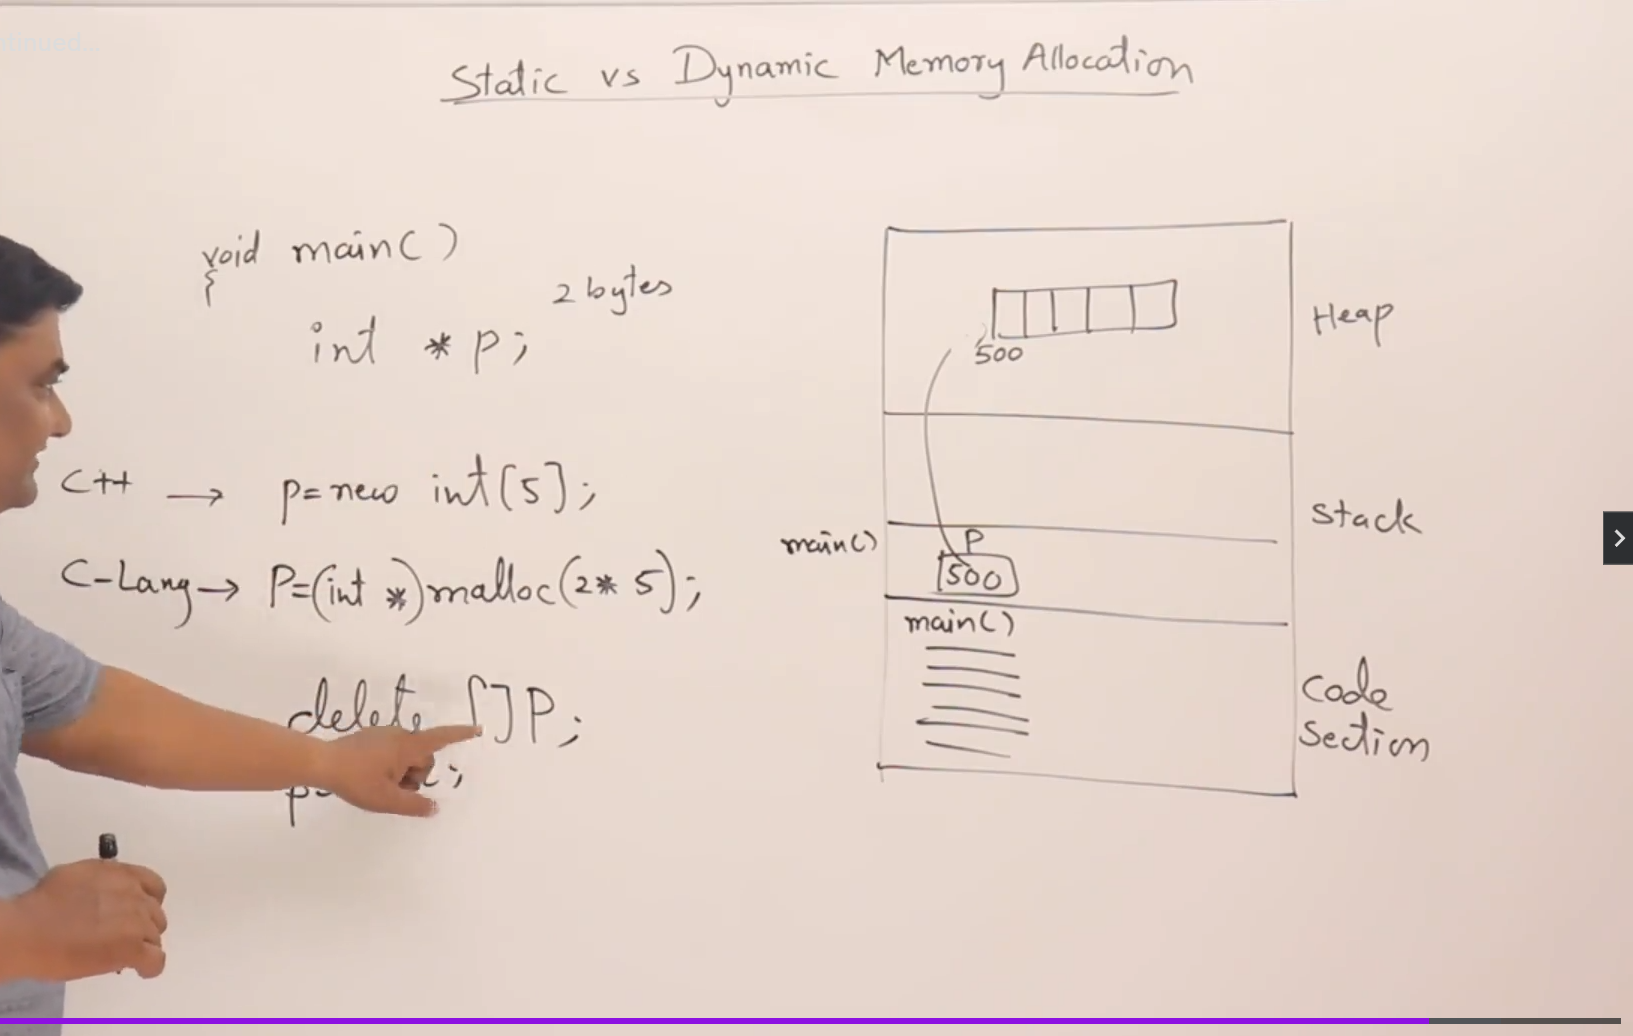 Static vs Dynamic Memory Allocation
void main( )
{
2 bytes
int * p;
C++ → p=new int[5];
C-Lang → P=(int *)malloc(2* 5);
delete [ ]P;
500
Heap
Stack
main()
P
500
main( )
Code
Section